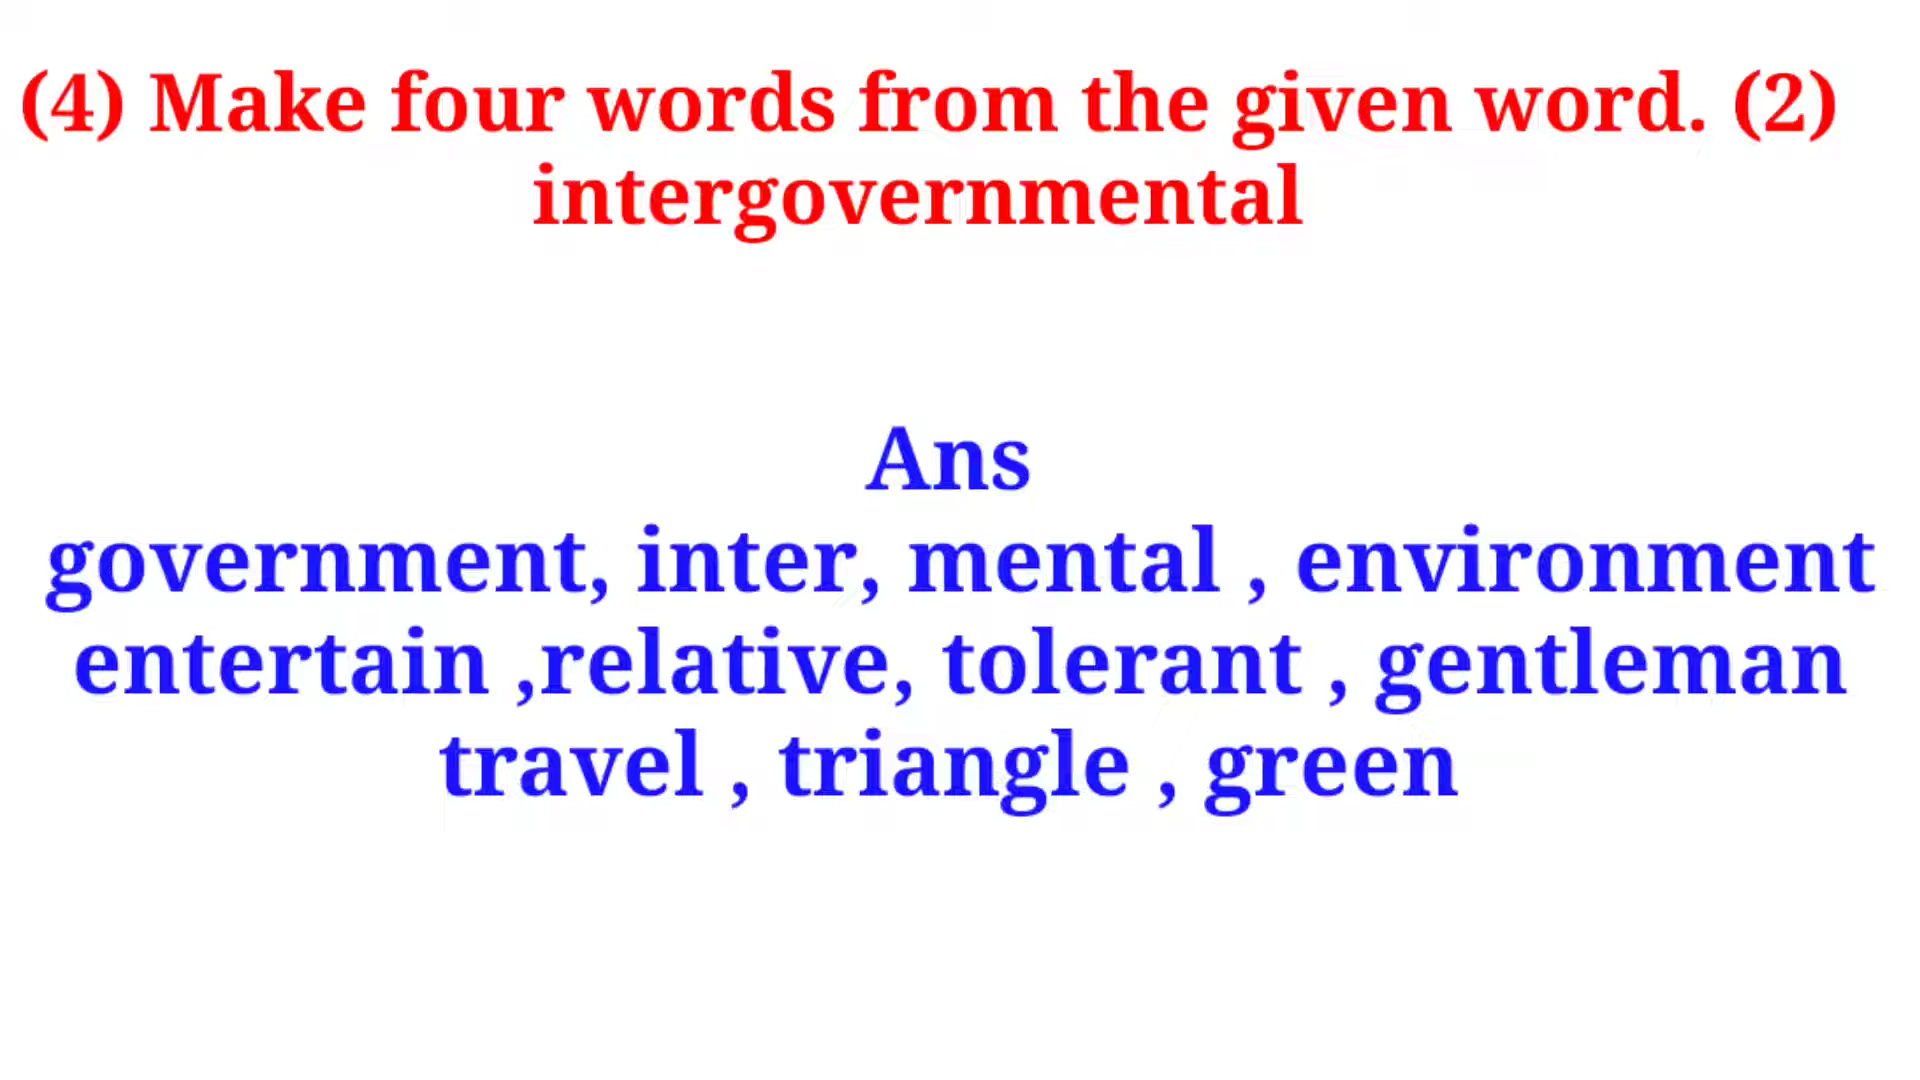 (4) Make four words from the given word. (2)
intergovernmental
Ans
government, inter, mental , environment
entertain ,relative, tolerant , gentleman
travel , triangle , green